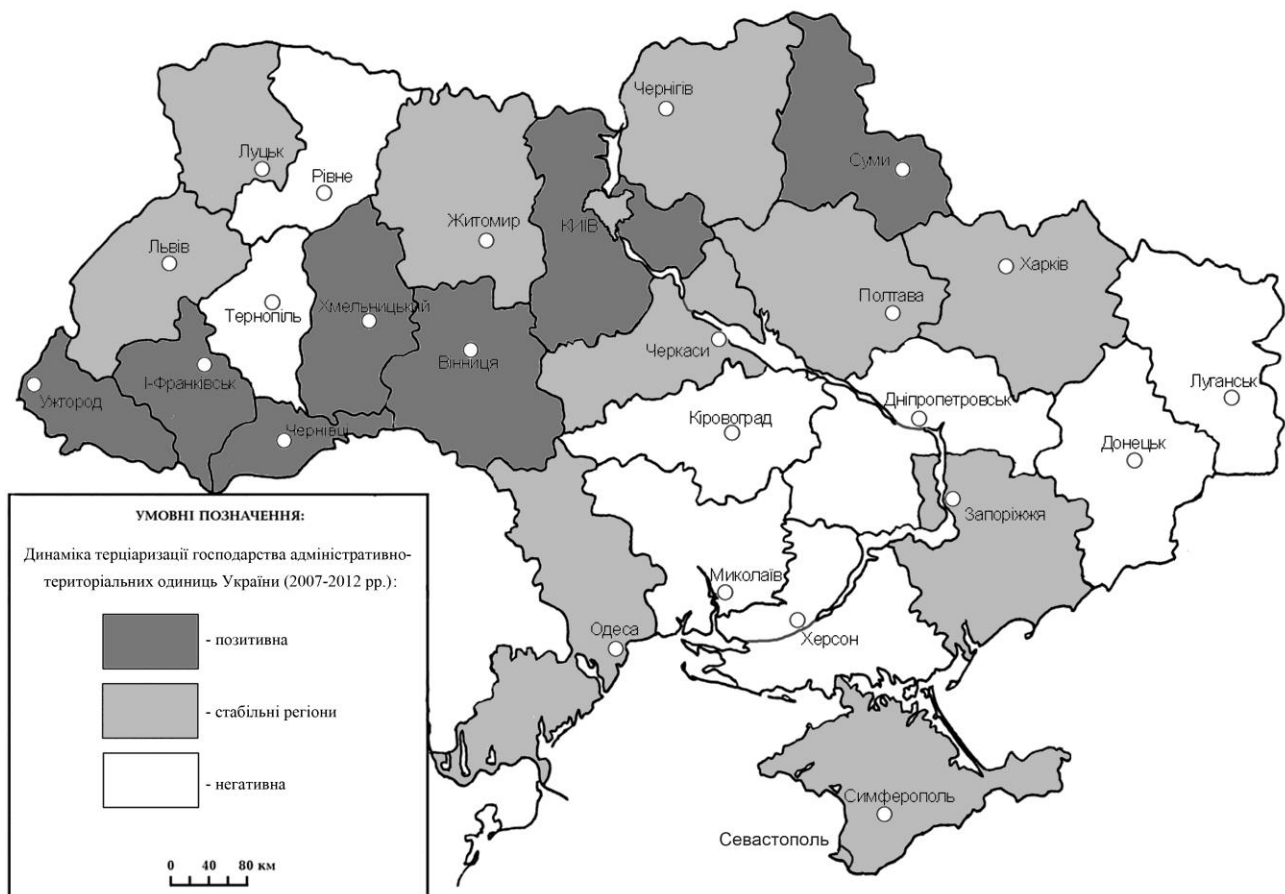 Чернігів
Суми
Луцьк
Рівне
Житомир
КИЇВ
Львів
Харків
Тернопіль
Хмельницький
Полтава
Вінниця
Черкаси
І-Франківськ
Ужгород
Луганськ
Дніпропетровськ
Кіровоград
Чернівці
Донецьк
Запоріжжя
Миколаїв
Одеса
Херсон
Симферополь
Севастополь
УМОВНІ ПОЗНАЧЕННЯ:
Динаміка терціаризації господарства адміністративно-
територіальних одиниць України (2007-2012 рр.):
- позитивна
- стабільні регіони
- негативна
0 40 80 км